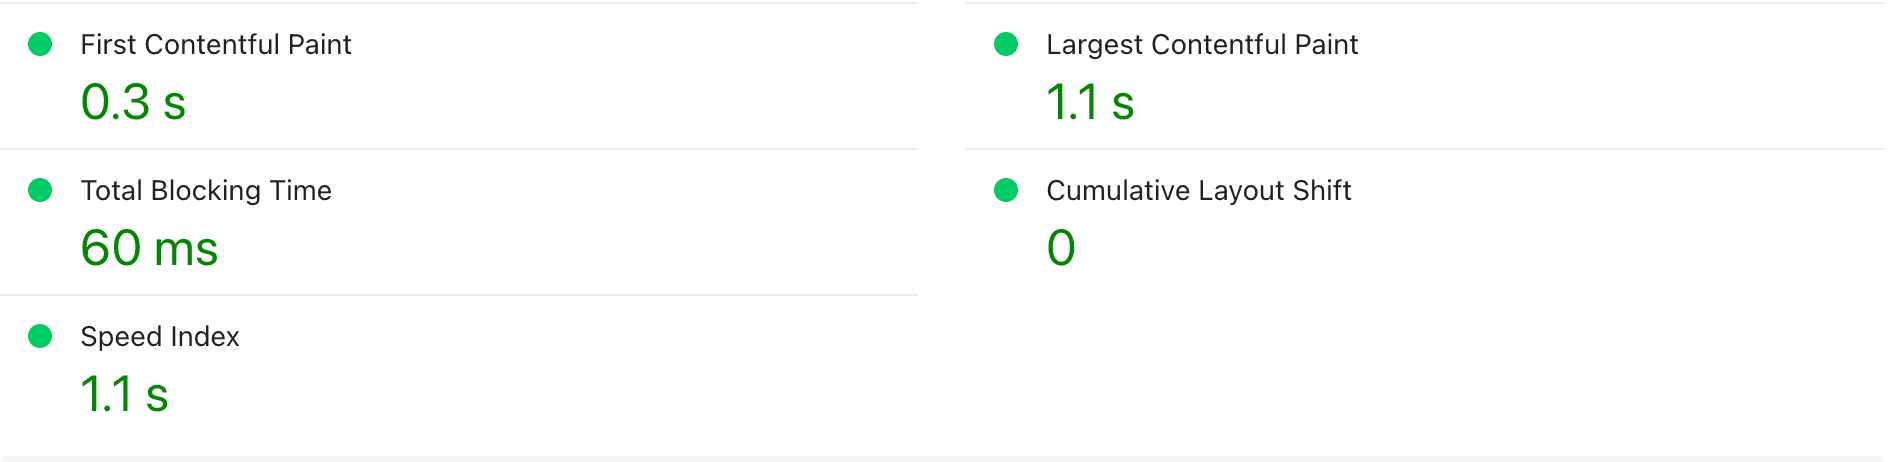 First Contentful Paint
0.3 s
Largest Contentful Paint
1.1 s
Total Blocking Time
60 ms
Cumulative Layout Shift
0
Speed Index
1.1 s